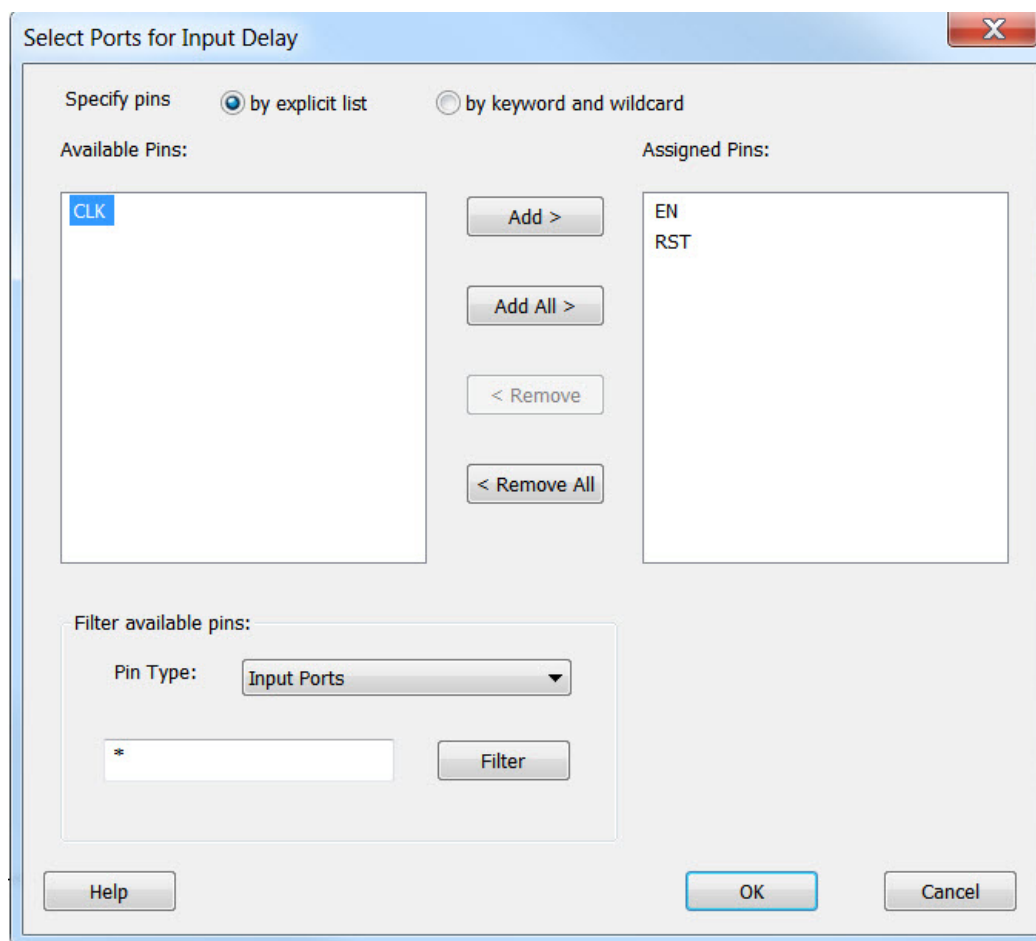 Select Ports for Input Delay
Specify pins by explicit list by keyword and wildcard
Available Pins: Assigned Pins:
CLK Add > EN
RST
Add All >
< Remove
< Remove All
Filter available pins:
Pin Type: Input Ports
* Filter
Help OK Cancel